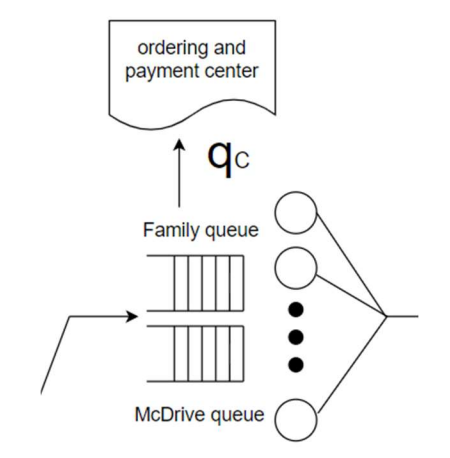 ordering and
payment center
qC
Family queue
McDrive queue